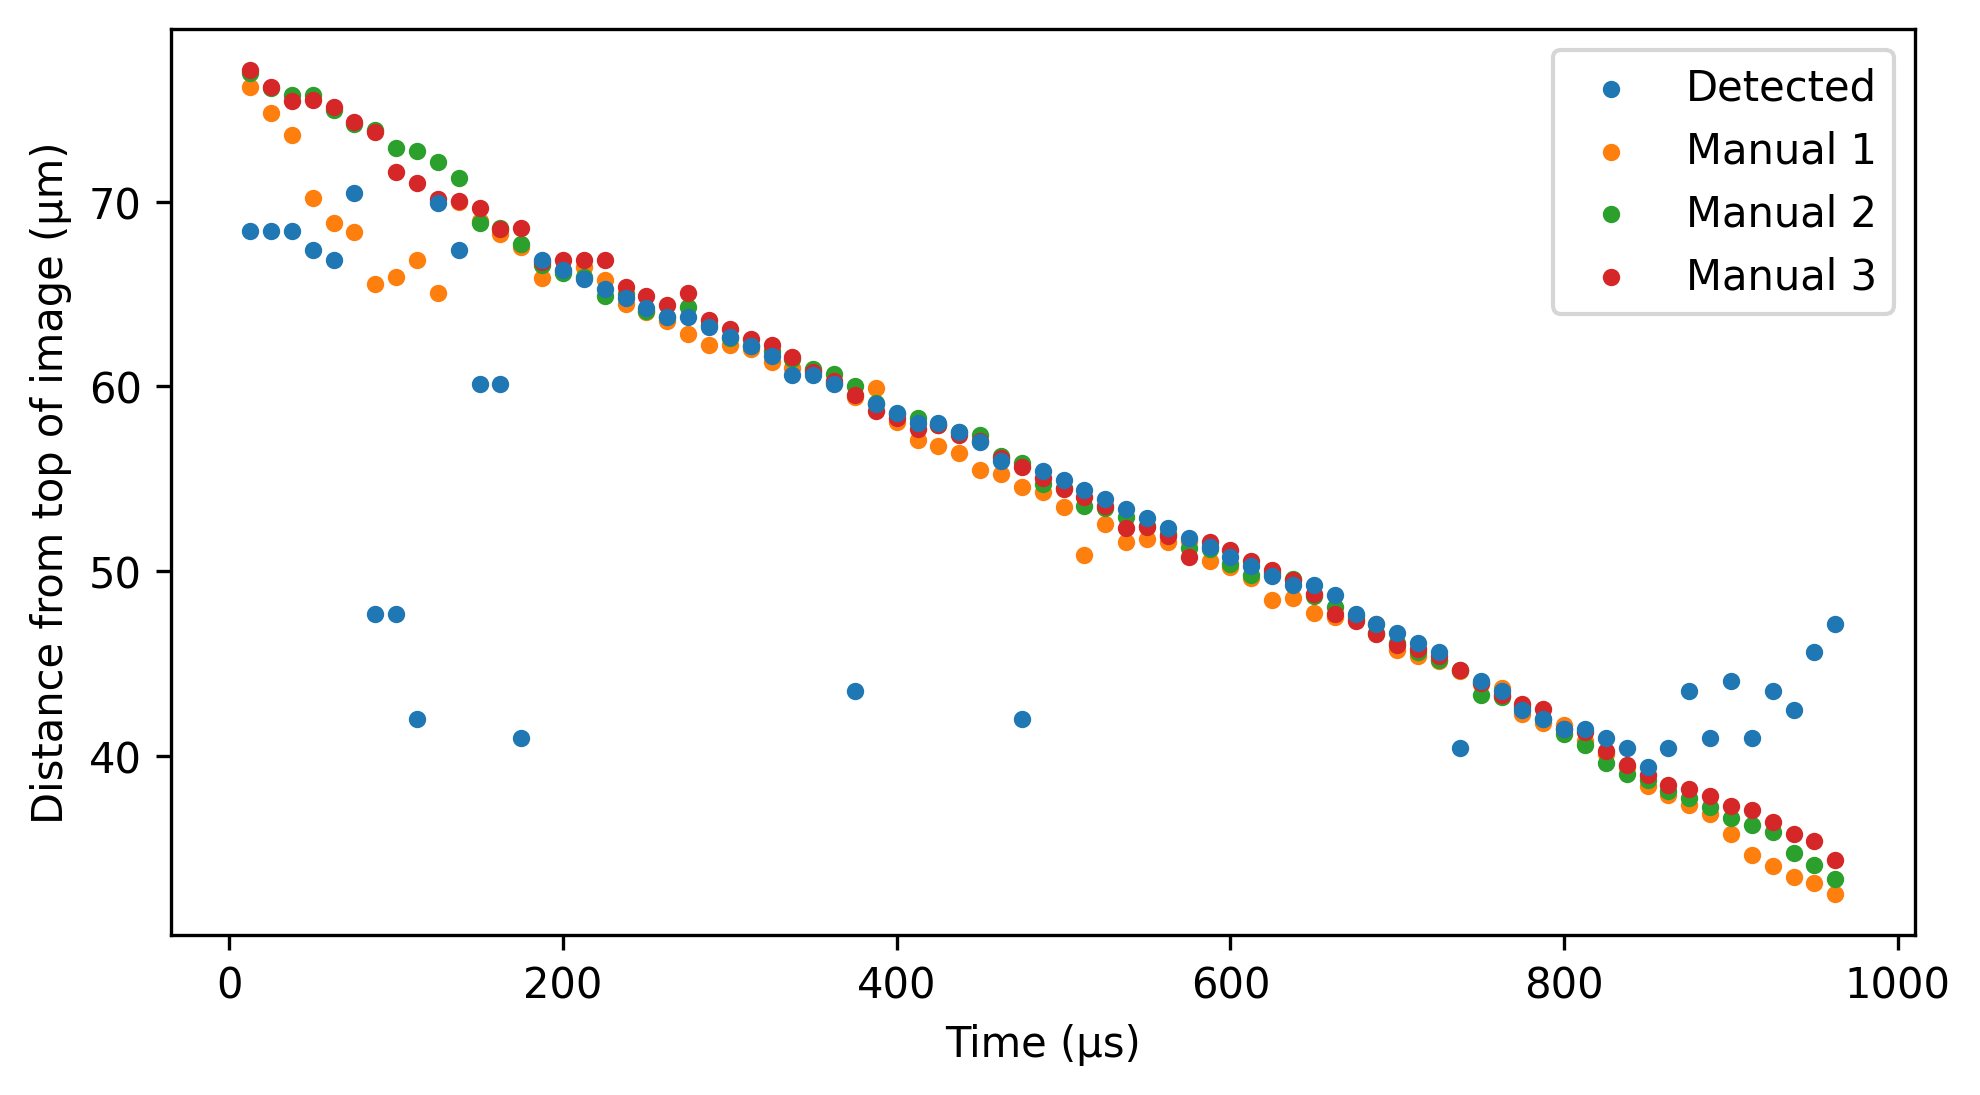 Detected
Manual 1
Manual 2
Manual 3
70
60
50
40
Distance from top of image (μm)
0 200 400 600 800 1000
Time (μs)